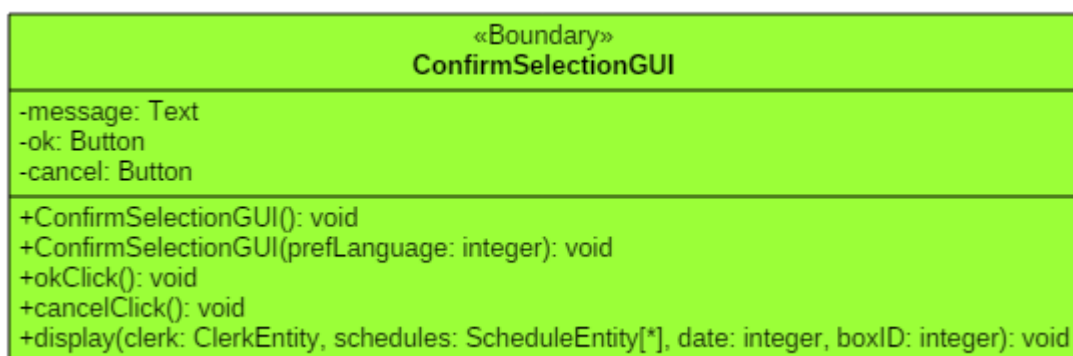 «Boundary»
ConfirmSelectionGUI
-message: Text
-ok: Button
-cancel: Button
+ConfirmSelectionGUI(): void
+ConfirmSelectionGUI(prefLanguage: integer): void
+okClick(): void
+cancelClick(): void
+display(clerk: ClerkEntity, schedules: ScheduleEntity[*], date: integer, boxID: integer): void